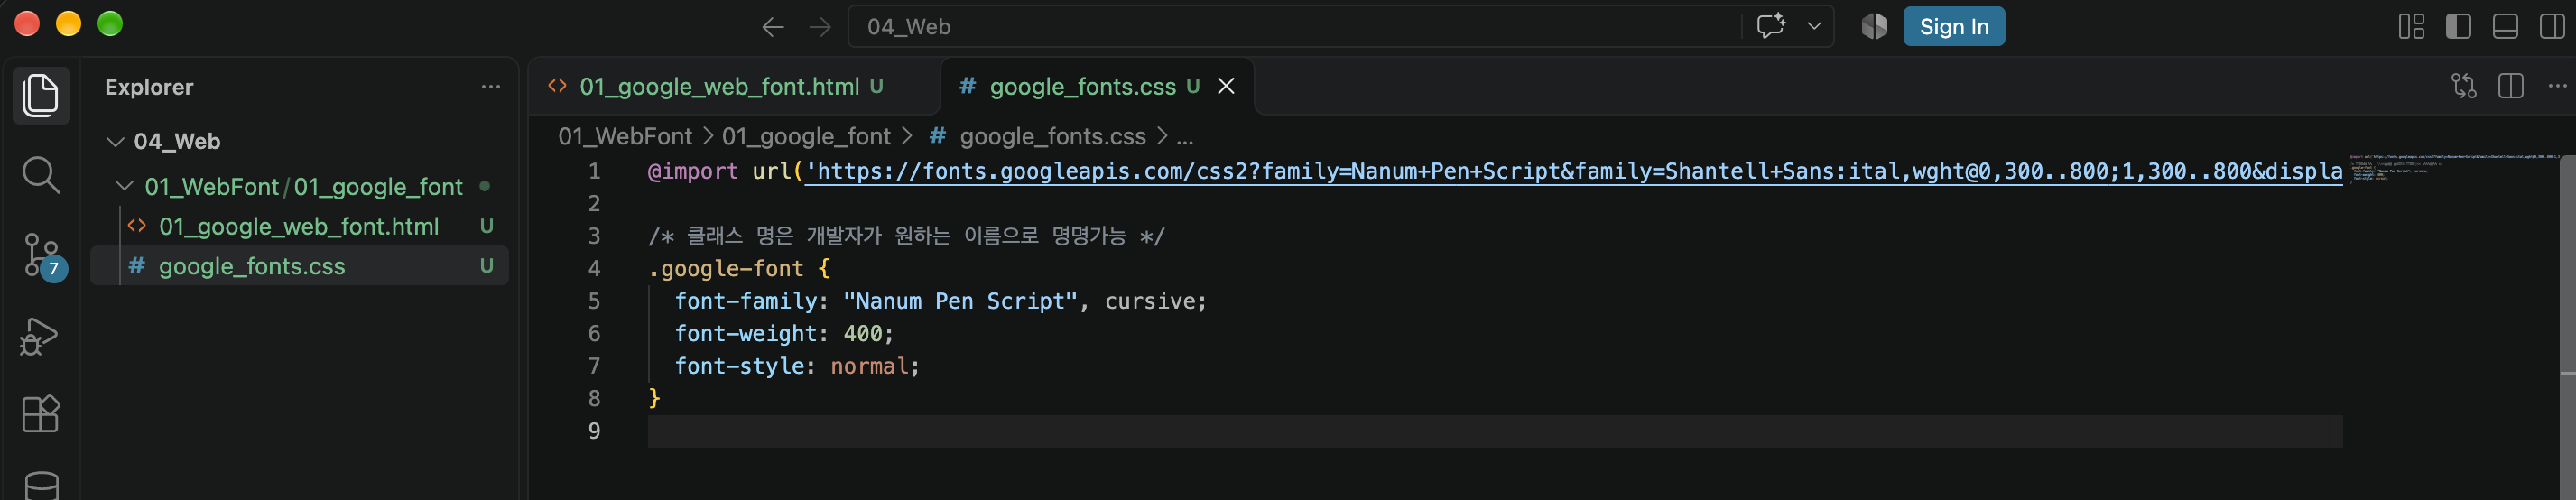 04_Web
Sign In
Explorer
04_Web
01_WebFont/01_google_font
01_google_web_font.html U
google_fonts.css U
7
01_google_web_font.html U
google_fonts.css U
01_WebFont > 01_google_font > # google_fonts.css > ...
1 @import url('https://fonts.googleapis.com/css2?family=Nanum+Pen+Script&family=Shantell+Sans:ital,wght@0,300..800;1,300..800&displa
2
3 /* 클래스 명은 개발자가 원하는 이름으로 명명가능 */
4 .google-font {
5 font-family: "Nanum Pen Script", cursive;
6 font-weight: 400;
7 font-style: normal;
8 }
9